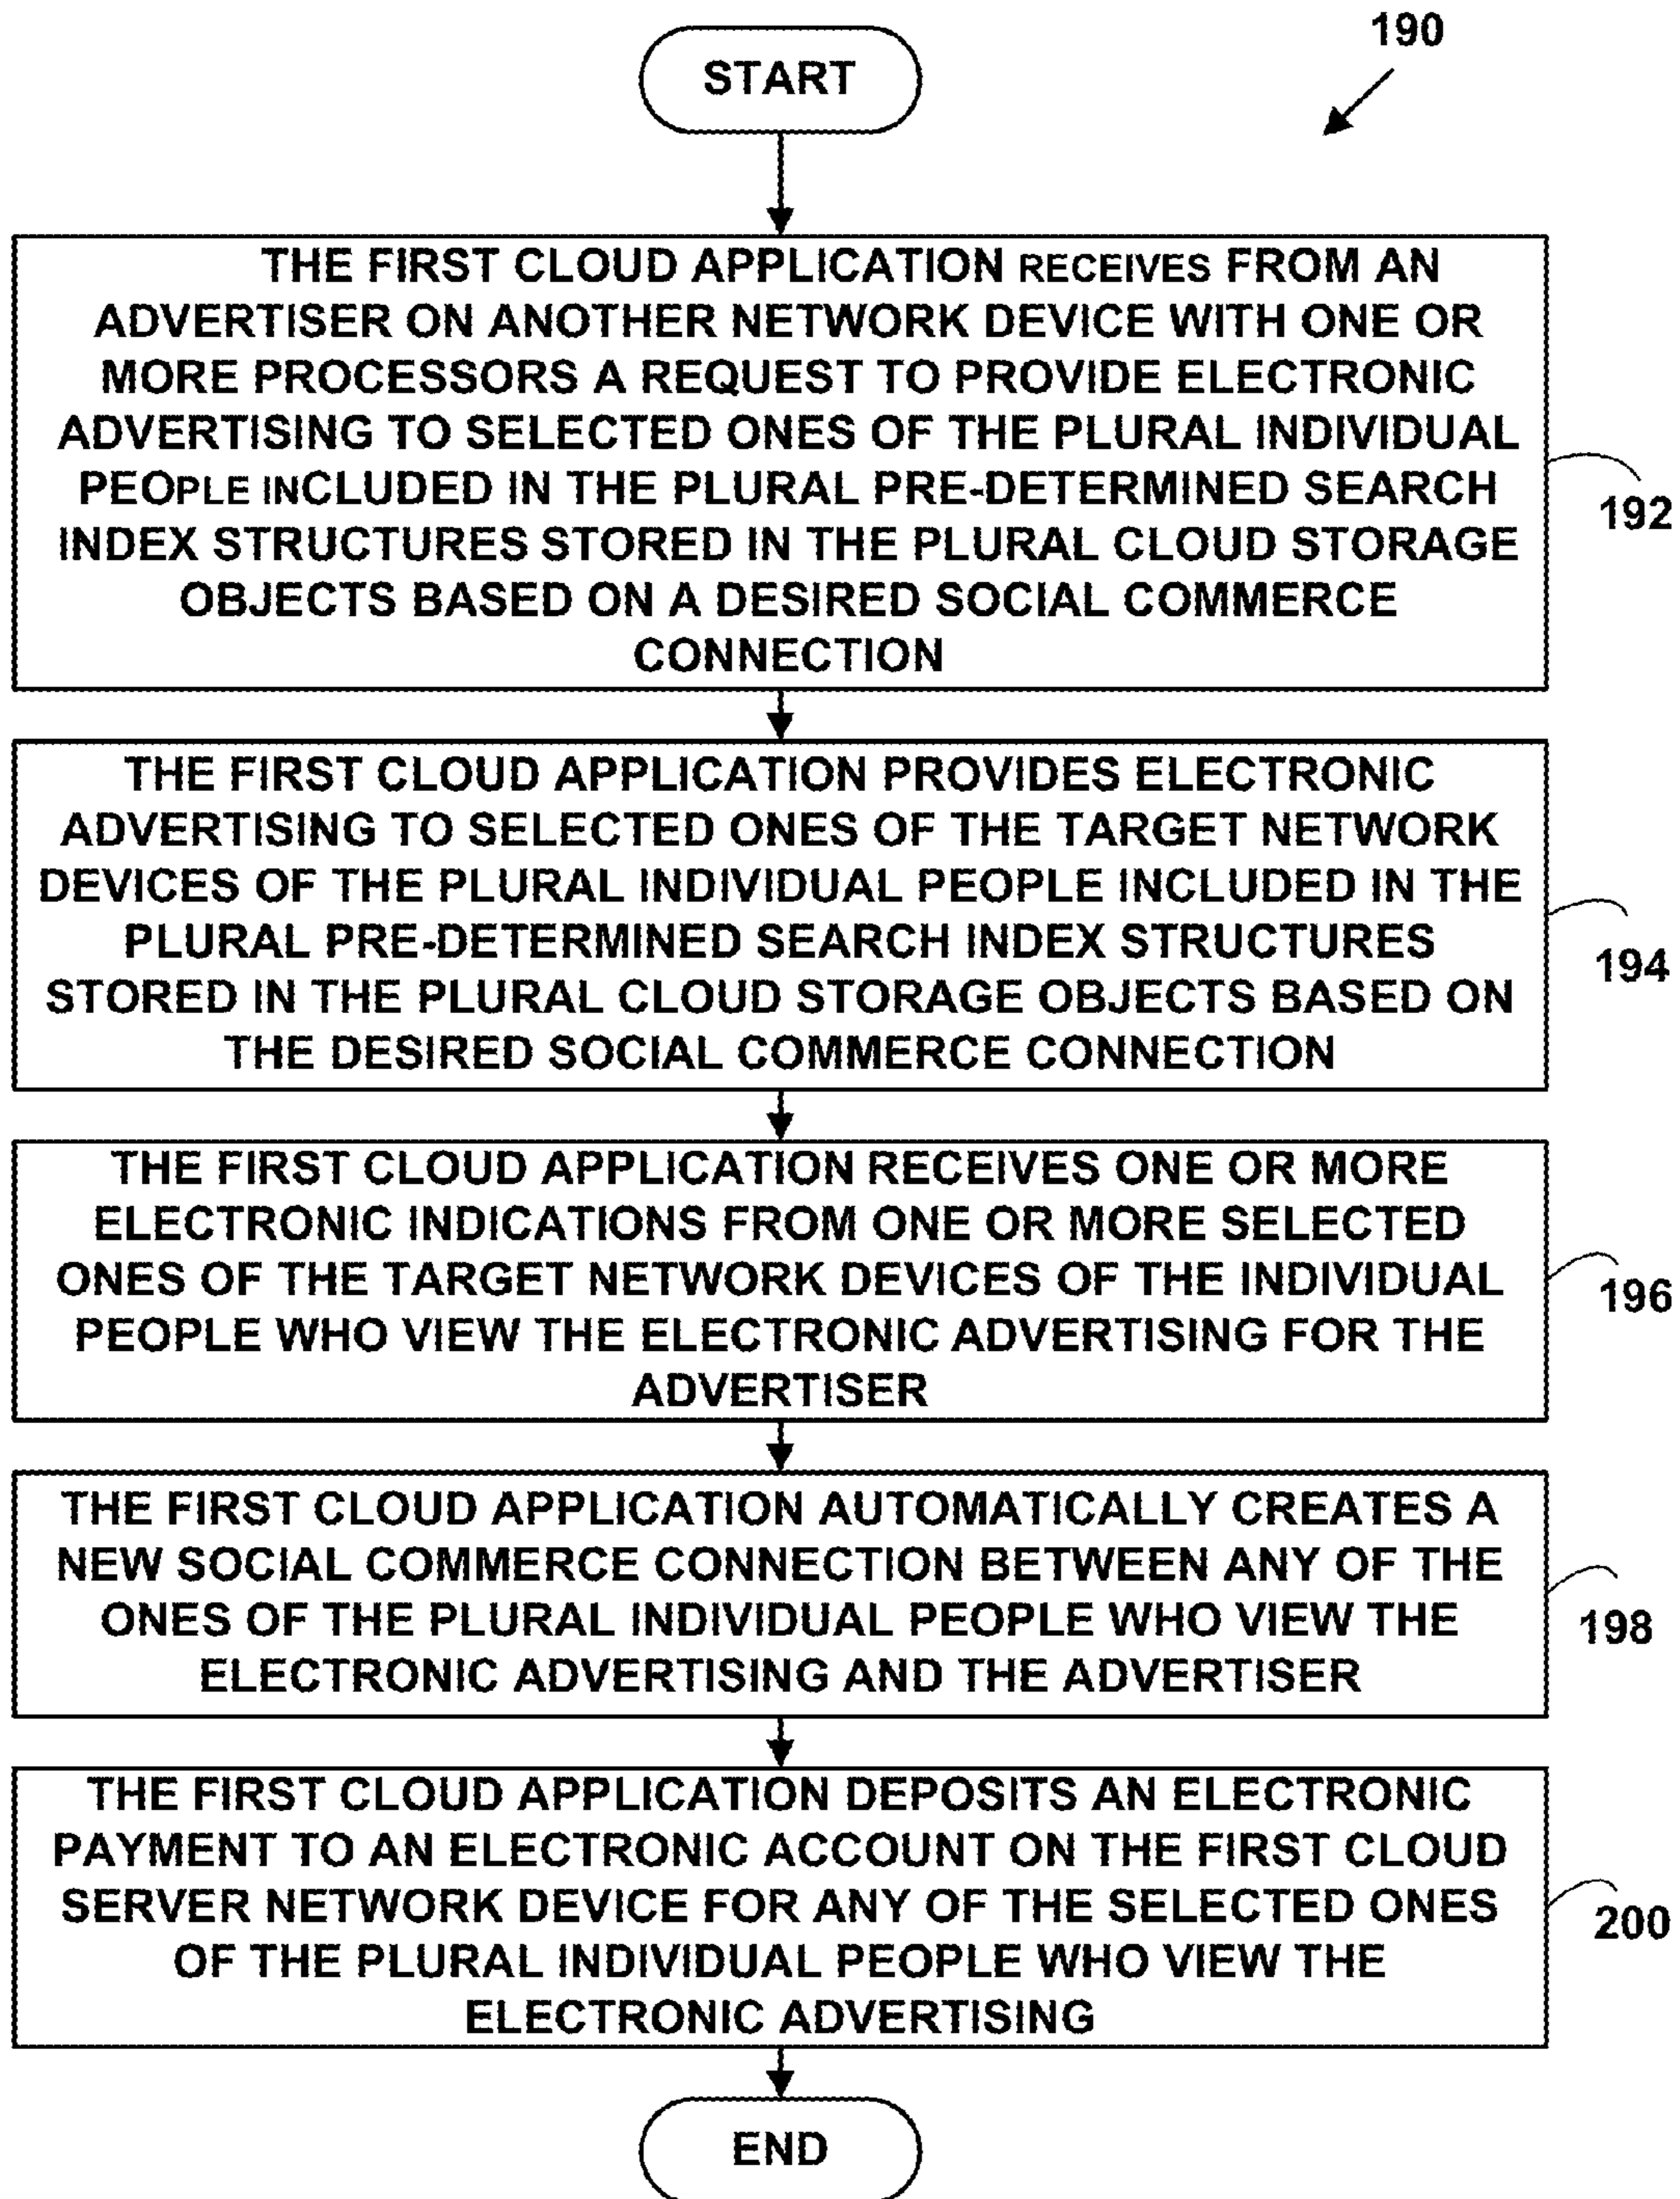 190
START
THE FIRST CLOUD APPLICATION RECEIVES FROM AN
ADVERTISER ON ANOTHER NETWORK DEVICE WITH ONE OR
MORE PROCESSORS A REQUEST TO PROVIDE ELECTRONIC
ADVERTISING TO SELECTED ONES OF THE PLURAL INDIVIDUAL
PEOPLE INCLUDED IN THE PLURAL PRE-DETERMINED SEARCH
INDEX STRUCTURES STORED IN THE PLURAL CLOUD STORAGE
OBJECTS BASED ON A DESIRED SOCIAL COMMERCE
CONNECTION
192
THE FIRST CLOUD APPLICATION PROVIDES ELECTRONIC
ADVERTISING TO SELECTED ONES OF THE TARGET NETWORK
DEVICES OF THE PLURAL INDIVIDUAL PEOPLE INCLUDED IN THE
PLURAL PRE-DETERMINED SEARCH INDEX STRUCTURES
STORED IN THE PLURAL CLOUD STORAGE OBJECTS BASED ON
THE DESIRED SOCIAL COMMERCE CONNECTION
194
THE FIRST CLOUD APPLICATION RECEIVES ONE OR MORE
ELECTRONIC INDICATIONS FROM ONE OR MORE SELECTED
ONES OF THE TARGET NETWORK DEVICES OF THE INDIVIDUAL
PEOPLE WHO VIEW THE ELECTRONIC ADVERTISING FOR THE
ADVERTISER
196
THE FIRST CLOUD APPLICATION AUTOMATICALLY CREATES A
NEW SOCIAL COMMERCE CONNECTION BETWEEN ANY OF THE
ONES OF THE PLURAL INDIVIDUAL PEOPLE WHO VIEW THE
ELECTRONIC ADVERTISING AND THE ADVERTISER
198
THE FIRST CLOUD APPLICATION DEPOSITS AN ELECTRONIC
PAYMENT TO AN ELECTRONIC ACCOUNT ON THE FIRST CLOUD
SERVER NETWORK DEVICE FOR ANY OF THE SELECTED ONES
OF THE PLURAL INDIVIDUAL PEOPLE WHO VIEW THE
ELECTRONIC ADVERTISING
200
END